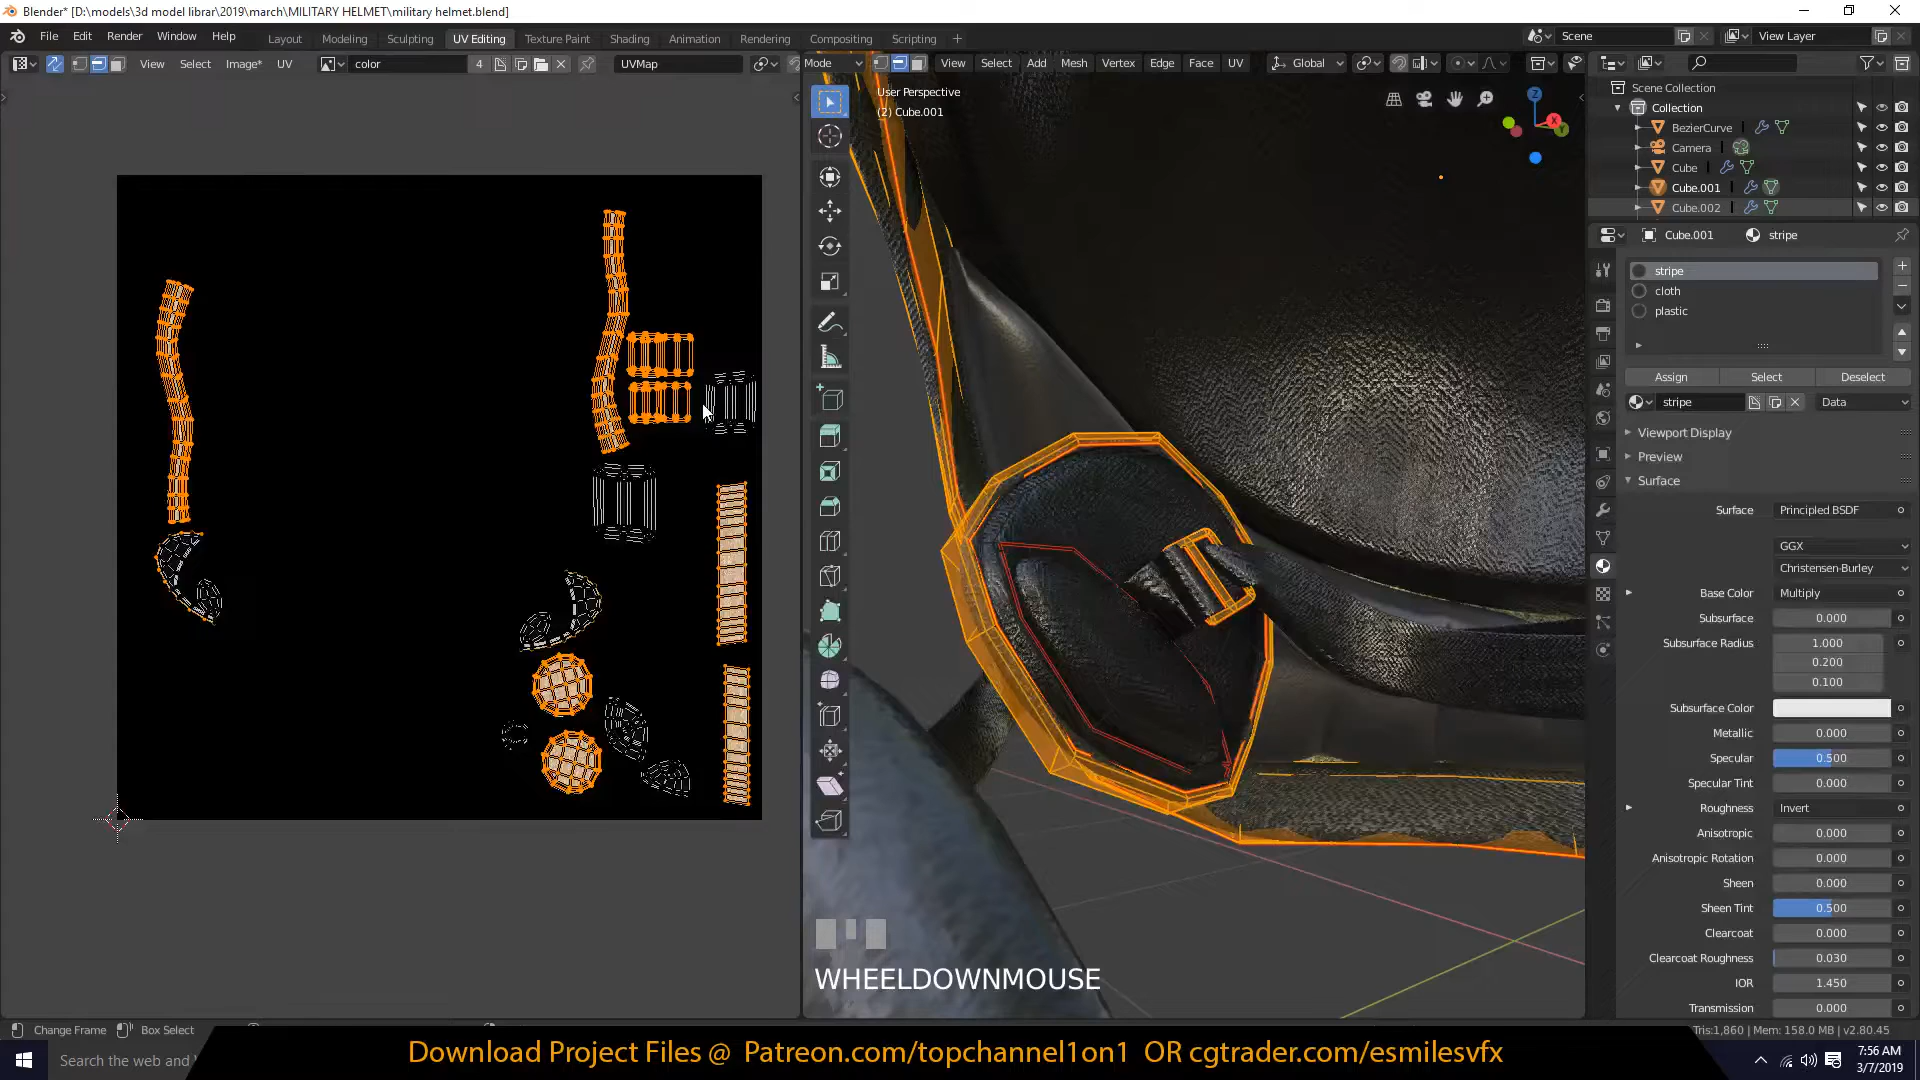 Blender* [D:\models\3d model librar\2019\march\MILITARY HELMET\military helmet.blend]
File Edit Render Window Help Layout Modeling Sculpting UV Editing Texture Paint Shading Animation Rendering Compositing Scripting + Scene View Layer
View Select Image* UV color 4 UVMap
Mode View Select Add Mesh Vertex Edge Face UV Global
User Perspective
(2) Cube.001
Scene Collection
Collection
BezierCurve
Camera
Cube
Cube.001
Cube.002
Cube.001 stripe
stripe
cloth
plastic
Assign Select Deselect
stripe Data
Viewport Display
Preview
Surface
Surface Principled BSDF
GGX
Christensen-Burley
Base Color Multiply
Subsurface 0.000
Subsurface Radius 1.000
0.200
0.100
Subsurface Color
Metallic 0.000
Specular 0.500
Specular Tint 0.000
Roughness Invert
Anisotropic 0.000
Anisotropic Rotation 0.000
Sheen 0.000
Sheen Tint 0.500
Clearcoat 0.000
Clearcoat Roughness 0.030
IOR 1.450
Transmission 0.000
WHEELDOWNMOUSE
Change Frame Box Select
Tris:1,860 | Mem: 158.0 MB | v2.80.45
Search the web and
Download Project Files @ Patreon.com/topchannel1on1 OR cgtrader.com/esmilesvfx
7:56 AM
3/7/2019